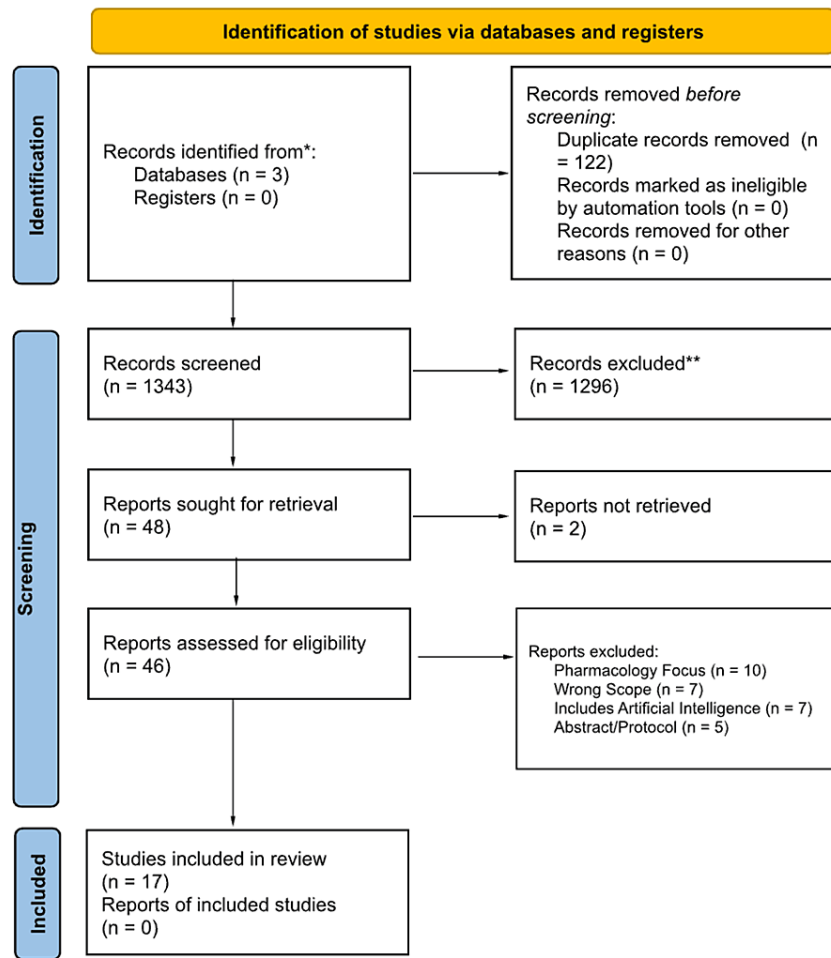 Identification of studies via databases and registers
Identification
Records identified from*:
Databases (n = 3)
Registers (n = 0)
Records removed before
screening:
Duplicate records removed (n
= 122)
Records marked as ineligible
by automation tools (n = 0)
Records removed for other
reasons (n = 0)
Screening
Records screened
(n = 1343)
Records excluded**
(n = 1296)
Reports sought for retrieval
(n = 48)
Reports not retrieved
(n = 2)
Reports assessed for eligibility
(n = 46)
Reports excluded:
Pharmacology Focus (n = 10)
Wrong Scope (n = 7)
Includes Artificial Intelligence (n = 7)
Abstract/Protocol (n = 5)
Included
Studies included in review
(n = 17)
Reports of included studies
(n = 0)